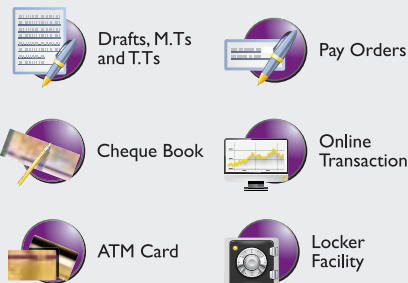 Drafts, M.Ts
and T.Ts
Pay Orders
Cheque Book
Online
Transaction
ATM Card
Locker
Facility